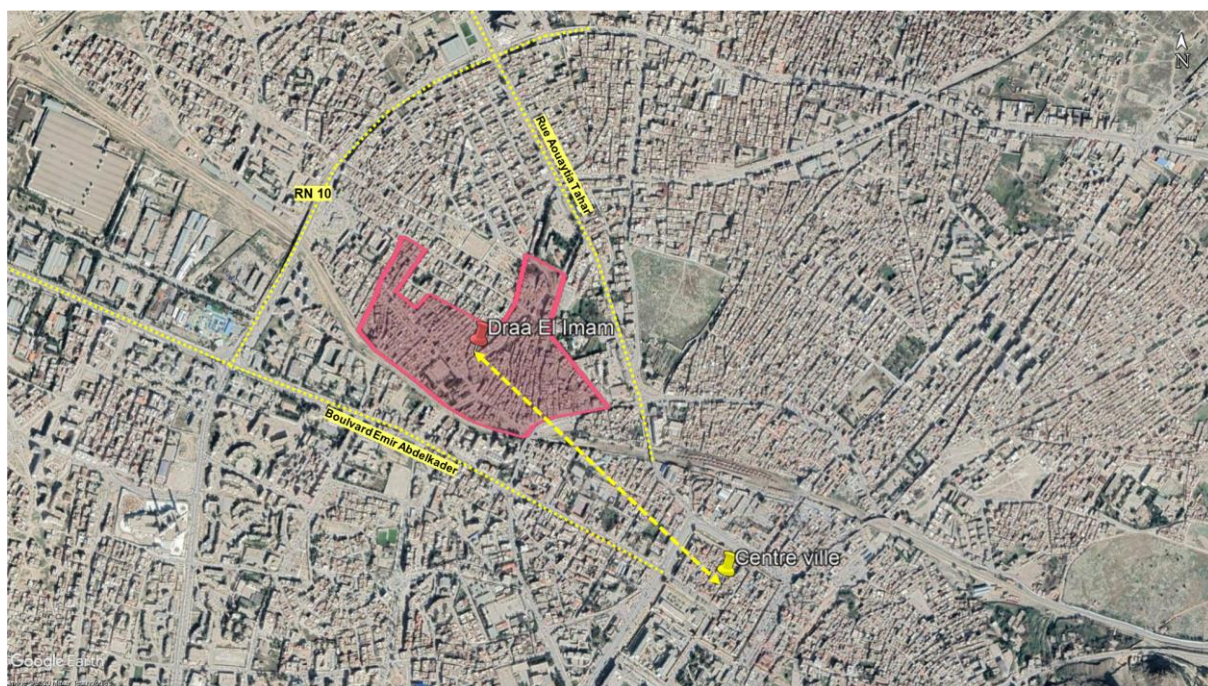 N
Rue Aouaytia Tahar
RN 10
Draa El Imam
Boulvard Emir Abdelkader
Centre ville
Google Earth